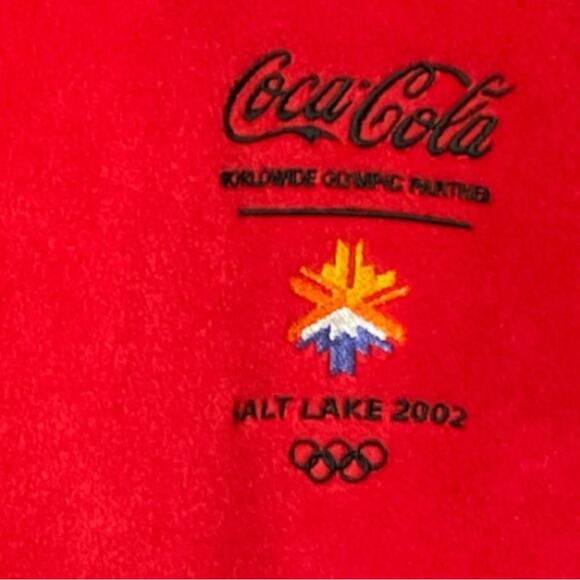 Coca-Cola
WORLDWIDE OLYMPIC PARTNER
SALT LAKE 2002